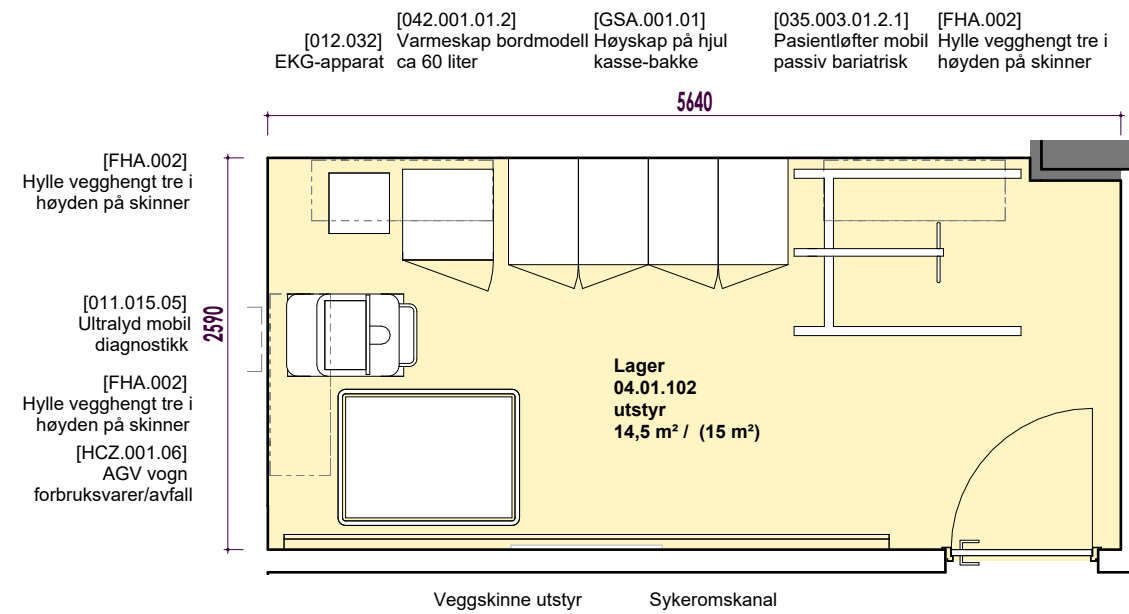 [012.032]
EKG-apparat
[042.001.01.2]
Varmeskap bordmodell
ca 60 liter
[GSA.001.01]
Høyskap på hjul
kasse-bakke
[035.003.01.2.1]
Pasientløfter mobil
passiv bariatrisk
[FHA.002]
Hylle vegghengt tre i
høyden på skinner
5640
[FHA.002]
Hylle vegghengt tre i
høyden på skinner
[011.015.05]
Ultralyd mobil
diagnostikk
2590
[FHA.002]
Hylle vegghengt tre i
høyden på skinner
[HCZ.001.06]
AGV vogn
forbruksvarer/avfall
Lager
04.01.102
utstyr
14,5 m² / (15 m²)
Veggskinne utstyr
Sykeromskanal